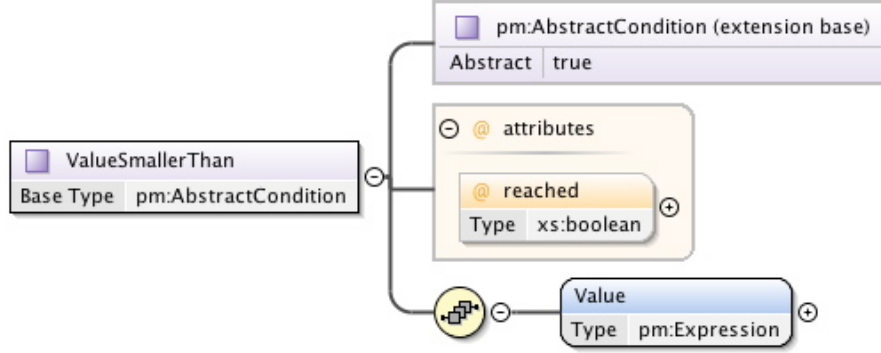 pm:AbstractCondition (extension base)
Abstract true
@ attributes
ValueSmallerThan
Base Type pm:AbstractCondition
@ reached
Type xs:boolean
Value
Type pm:Expression